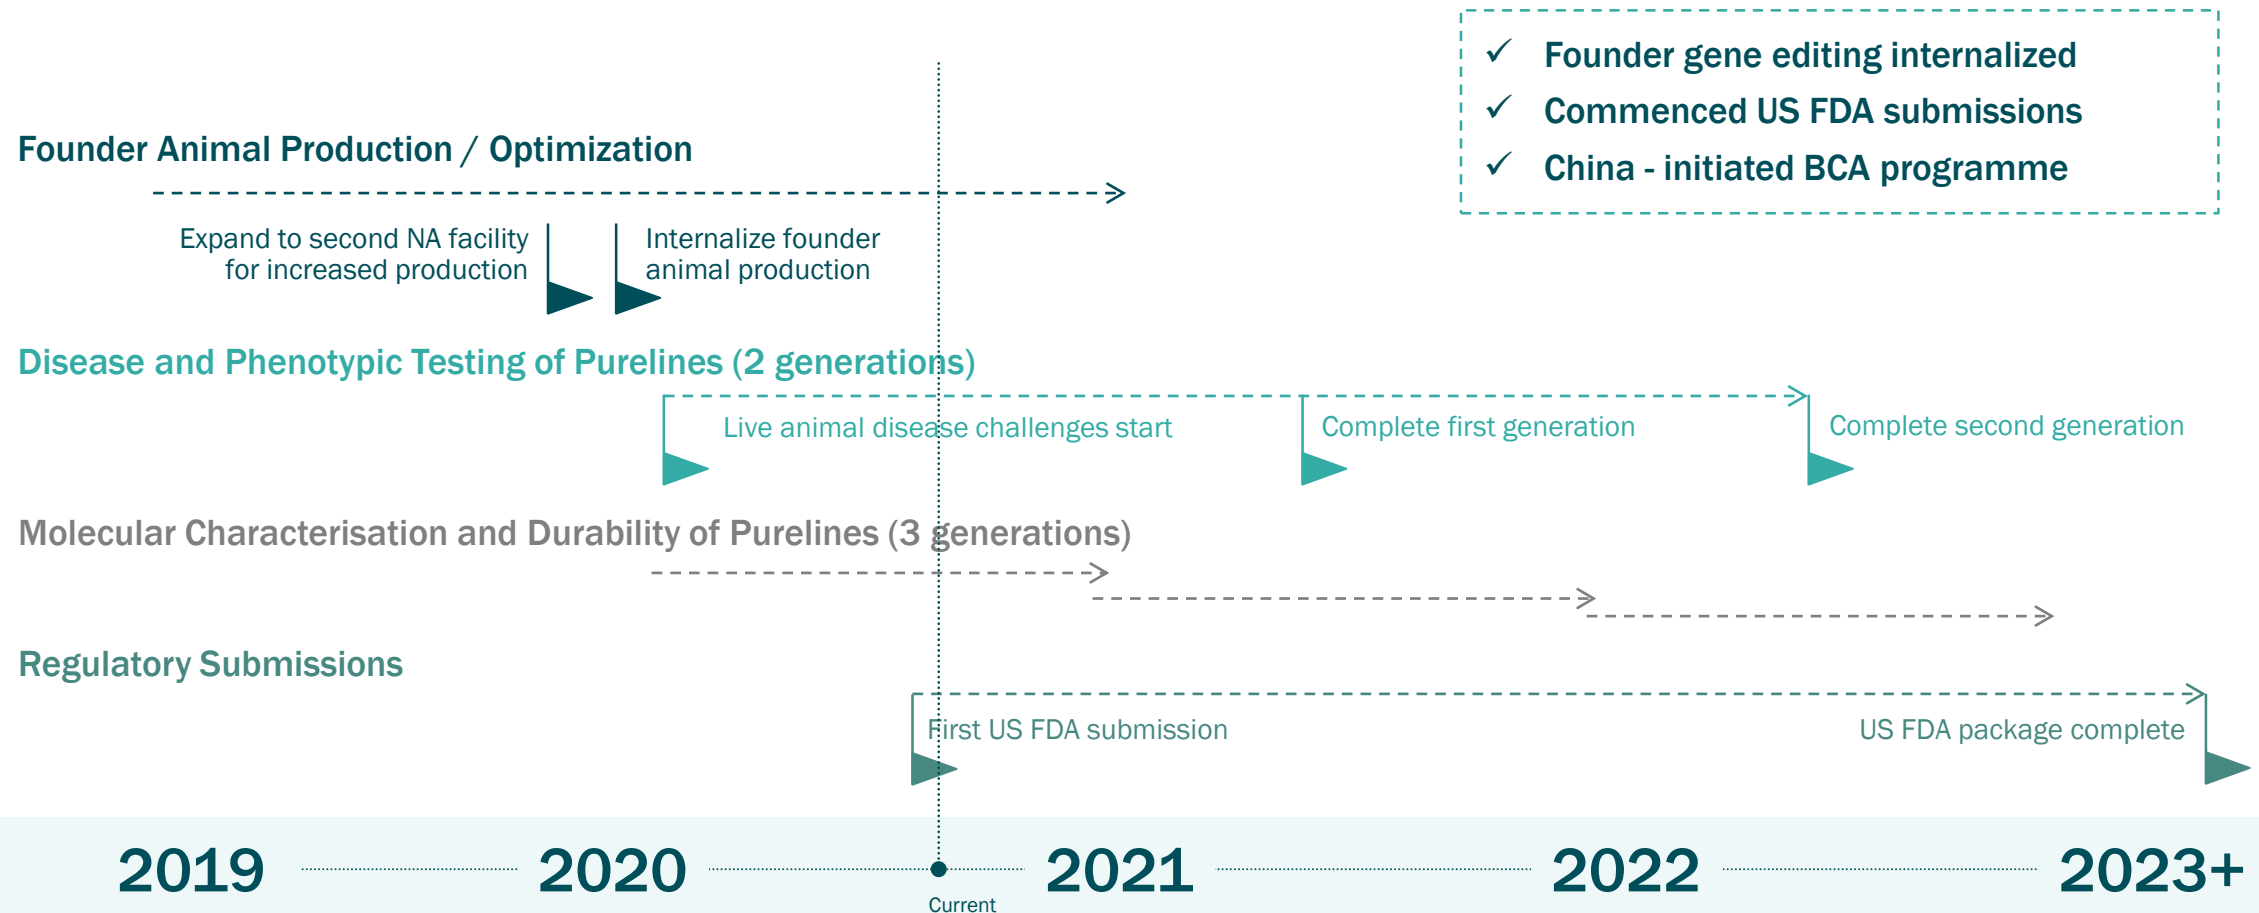 ✓ Founder gene editing internalized
✓ Commenced US FDA submissions
✓ China - initiated BCA programme
Founder Animal Production / Optimization
Expand to second NA facility
for increased production
Internalize founder
animal production
Disease and Phenotypic Testing of Purelines (2 generations)
Live animal disease challenges start
Complete first generation
Complete second generation
Molecular Characterisation and Durability of Purelines (3 generations)
Regulatory Submissions
First US FDA submission
US FDA package complete
2019
2020
2021
2022
2023+
Current